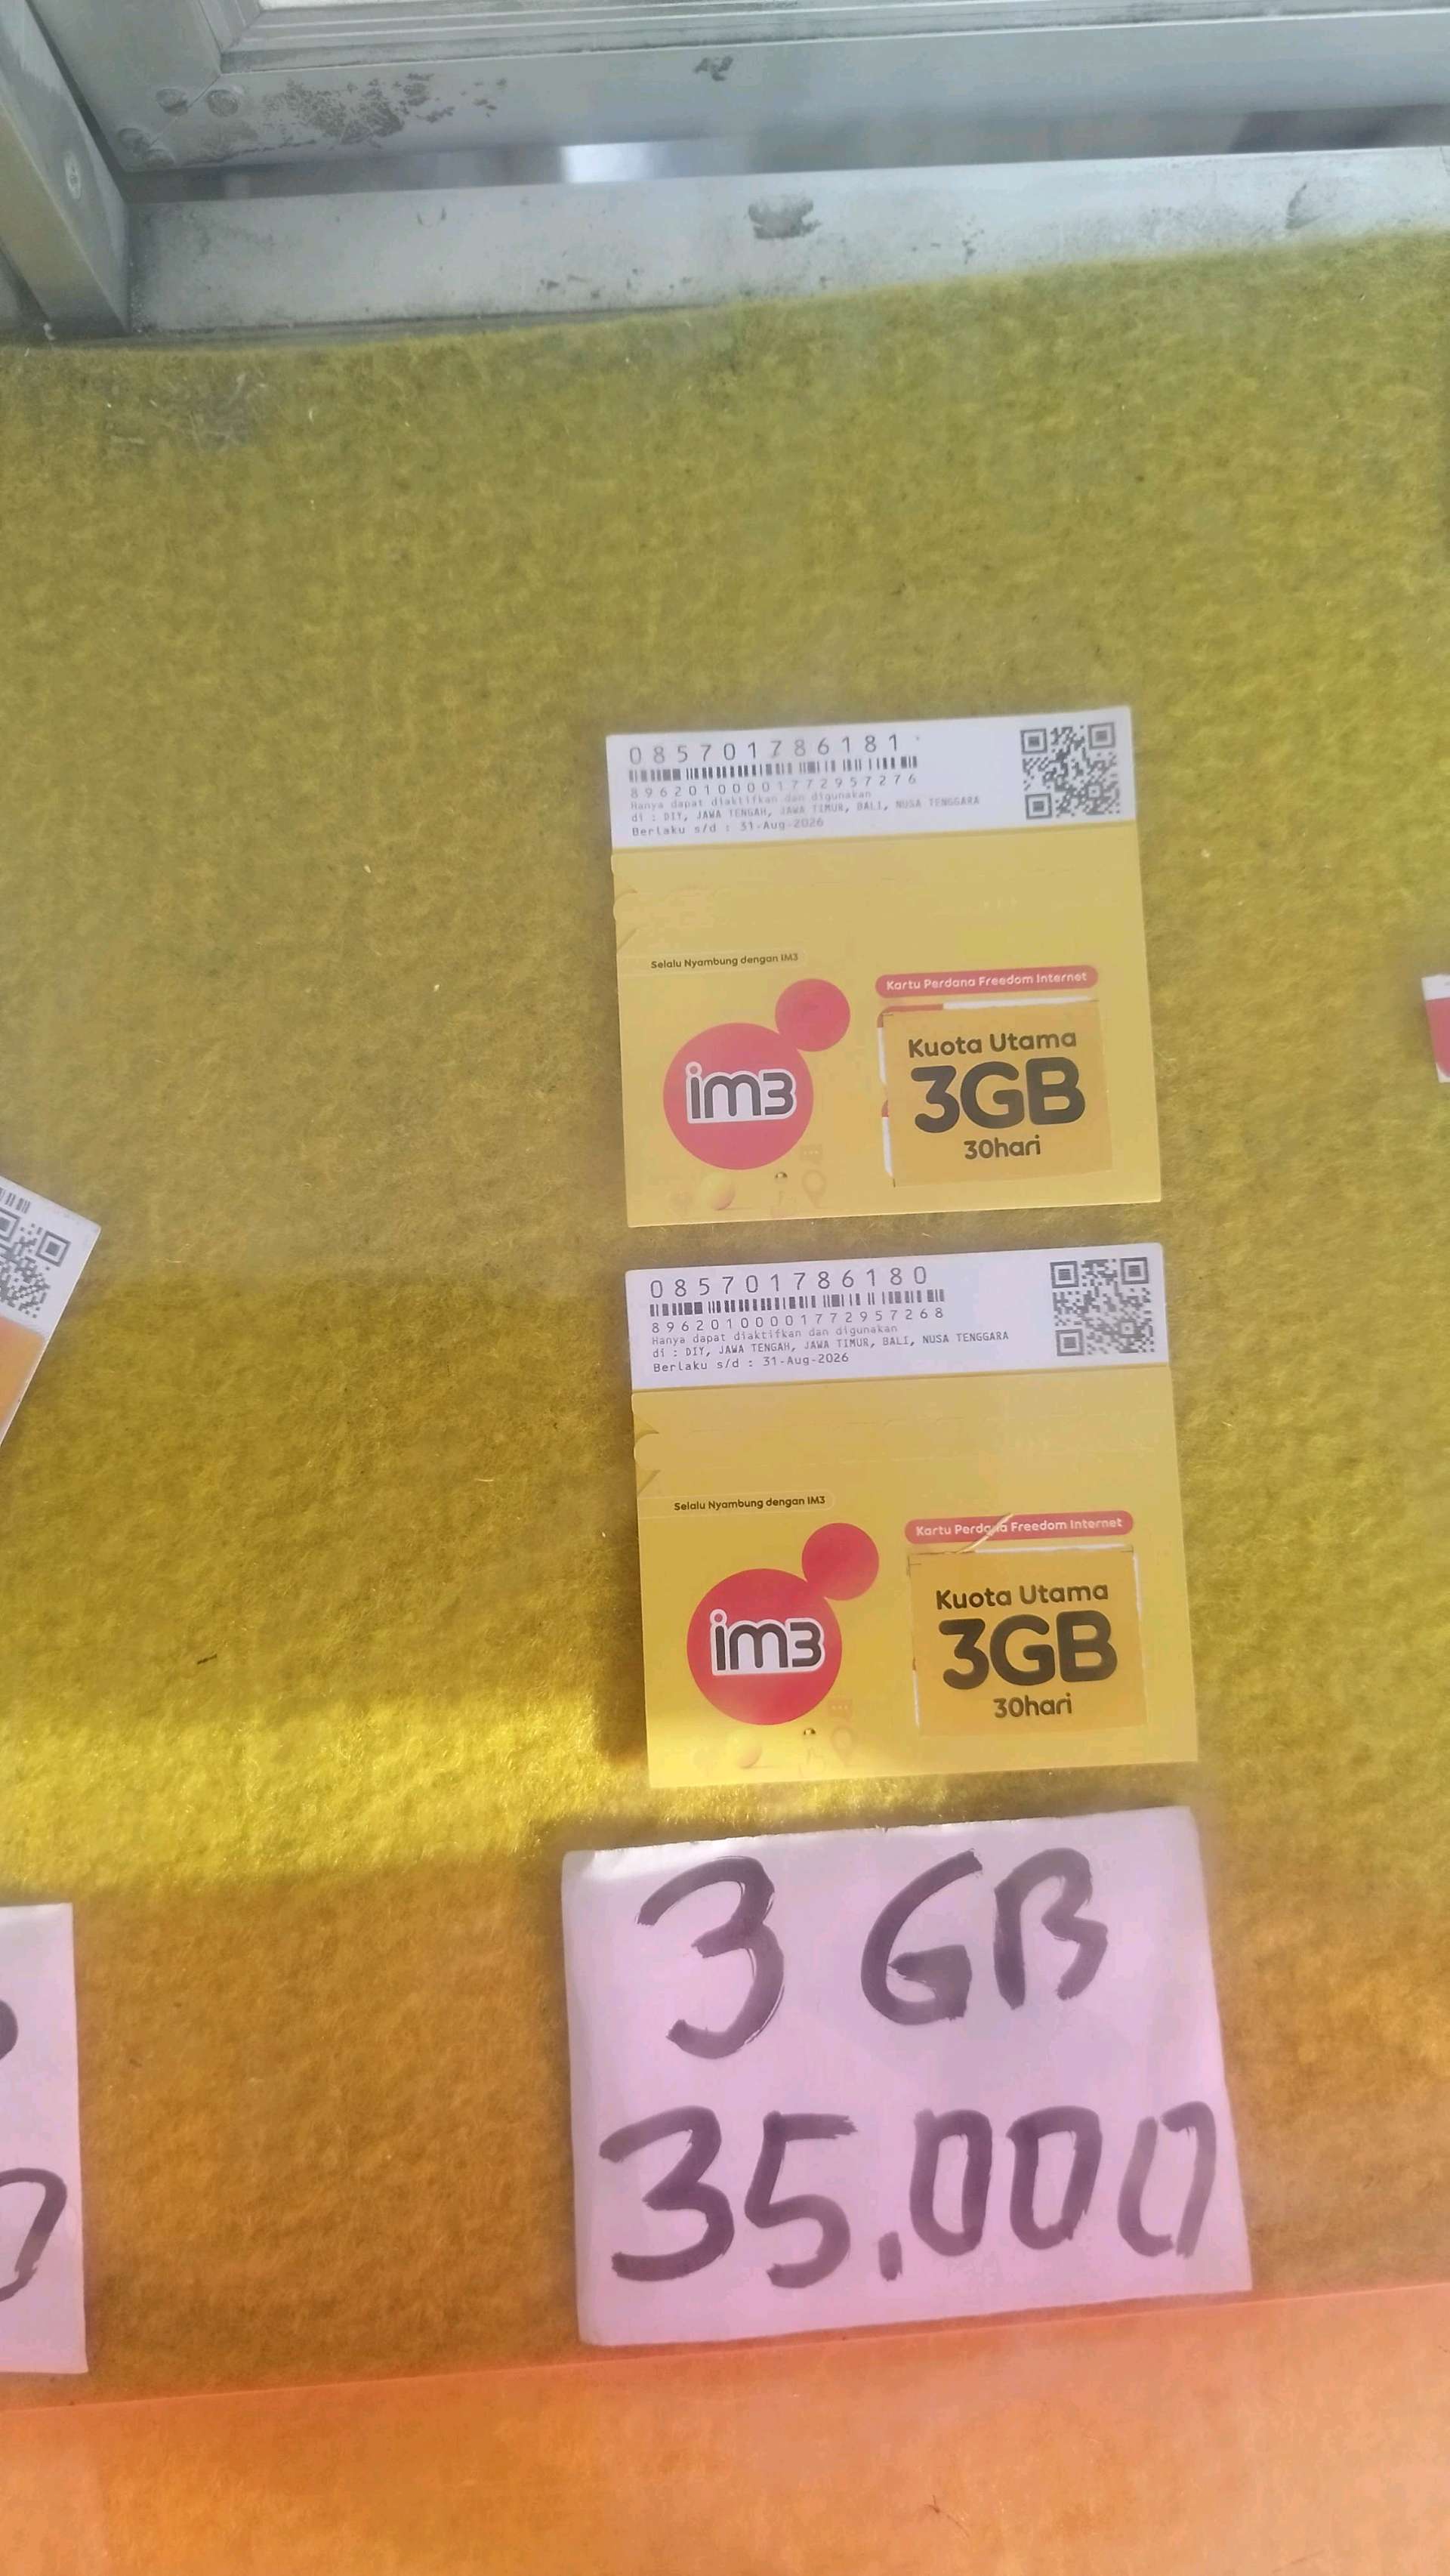 085701786181
89620100001772957276
Hanya dapat diaktifkan dan digunakan
di : DIY, JAWA TENGAH, JAWA TIMUR, BALI, NUSA TENGGARA
Berlaku s/d : 31-Aug-2026
Selalu Nyambung dengan IM3
Kartu Perdana Freedom Internet
im3
Kuota Utama
3GB
30hari
085701786180
89620100001772957268
Hanya dapat diaktifkan dan digunakan
di : DIY, JAWA TENGAH, JAWA TIMUR, BALI, NUSA TENGGARA
Berlaku s/d : 31-Aug-2026
Selalu Nyambung dengan IM3
Kartu Perdana Freedom Internet
im3
Kuota Utama
3GB
30hari
3 GB
35.000